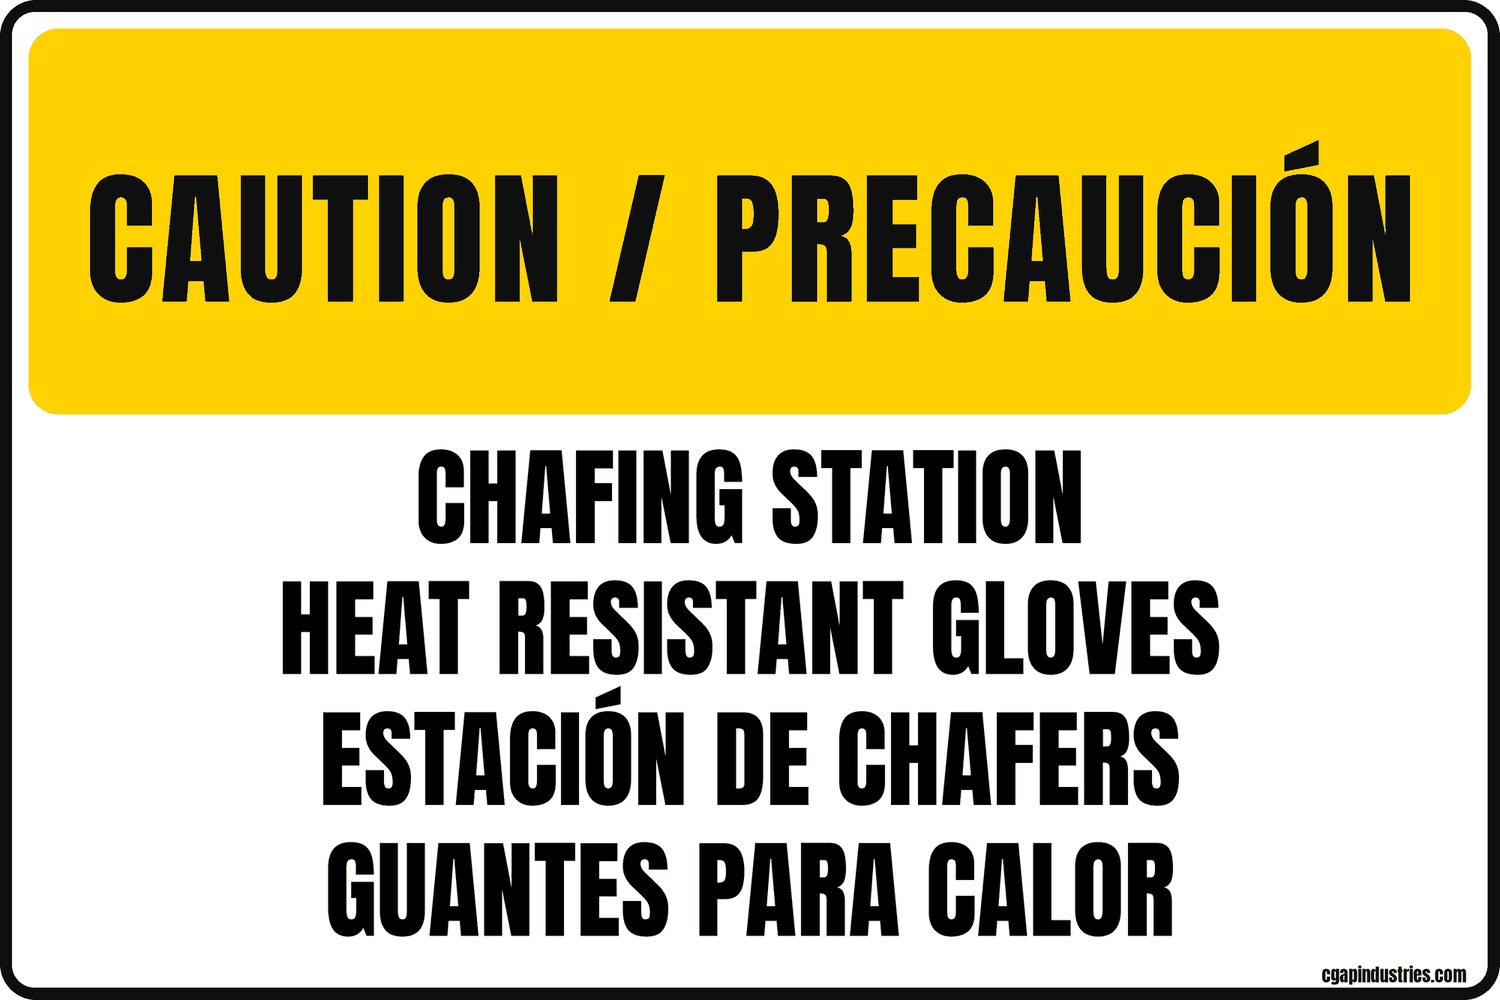 CAUTION / PRECAUCIÓN
CHAFING STATION
HEAT RESISTANT GLOVES
ESTACIÓN DE CHAFERS
GUANTES PARA CALOR
cgapindustries.com